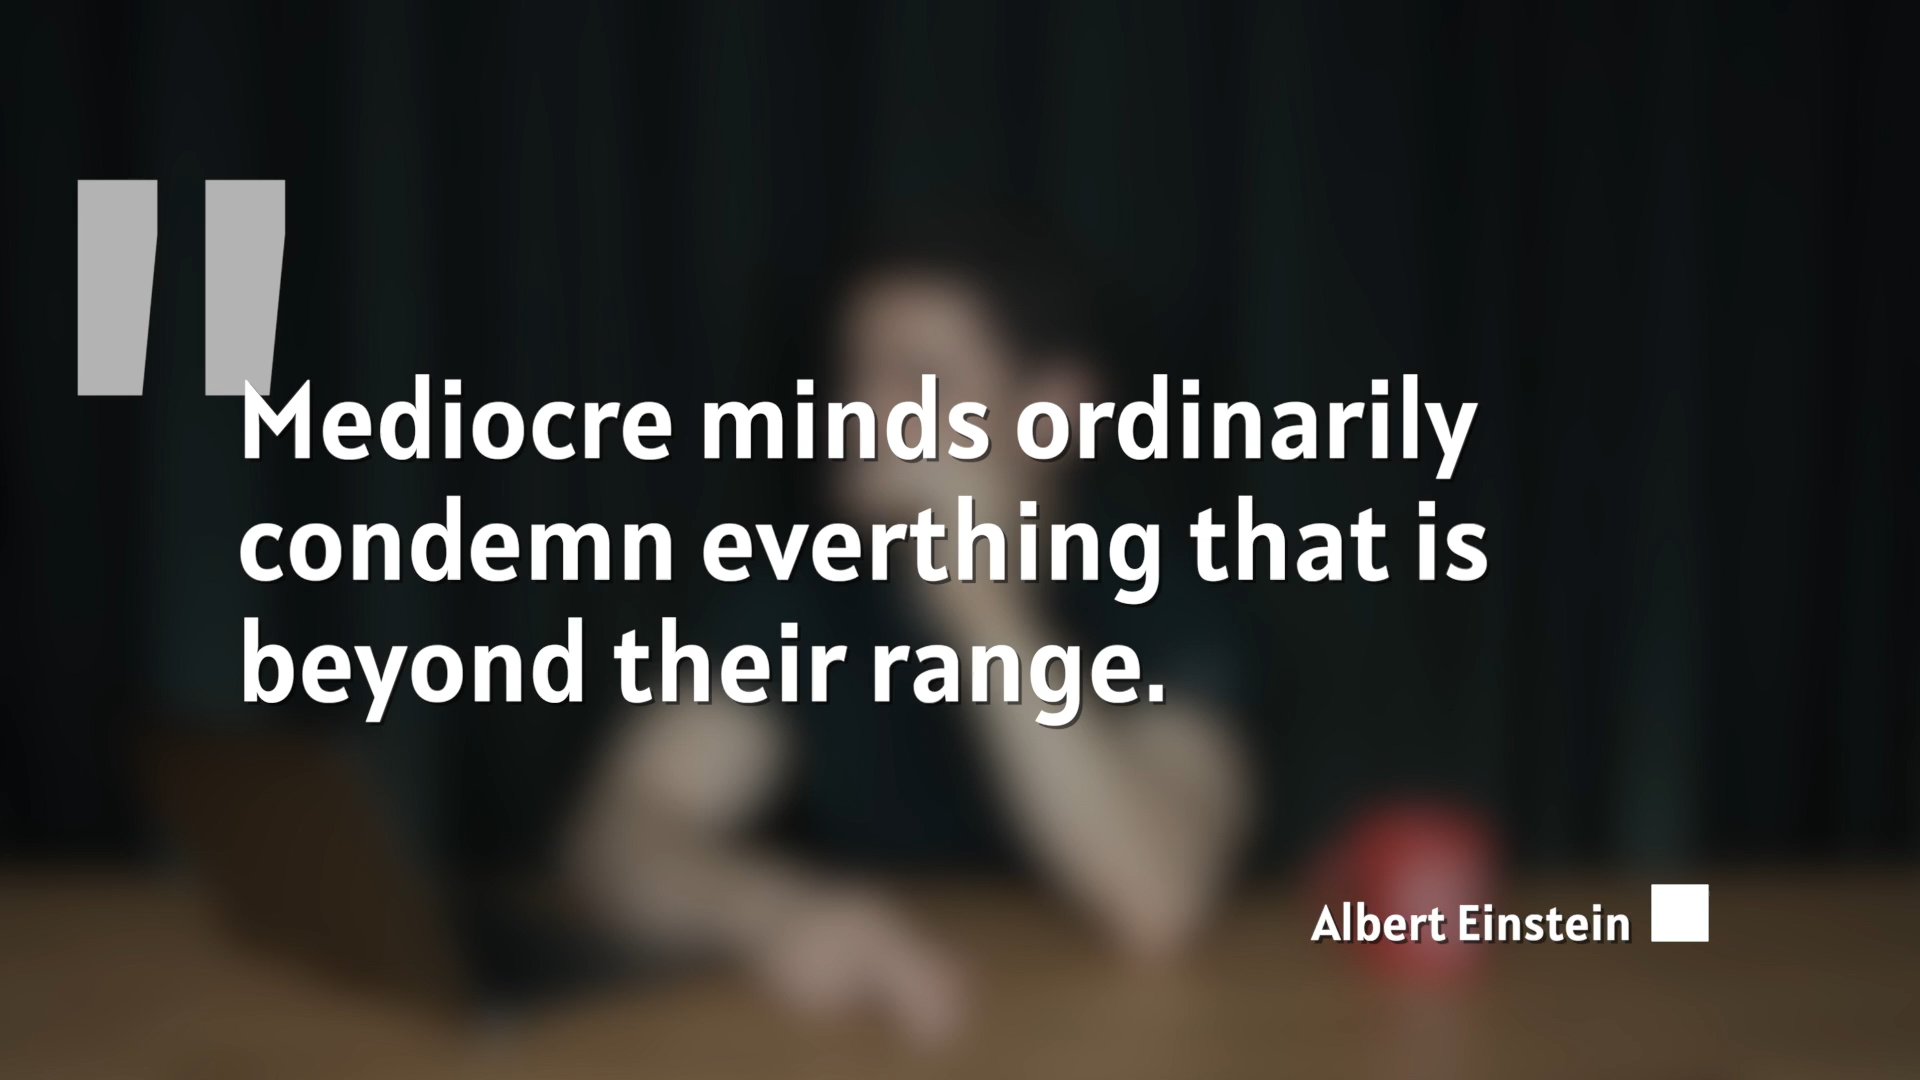 "
Mediocre minds ordinarily
condemn everthing that is
beyond their range.
Albert Einstein